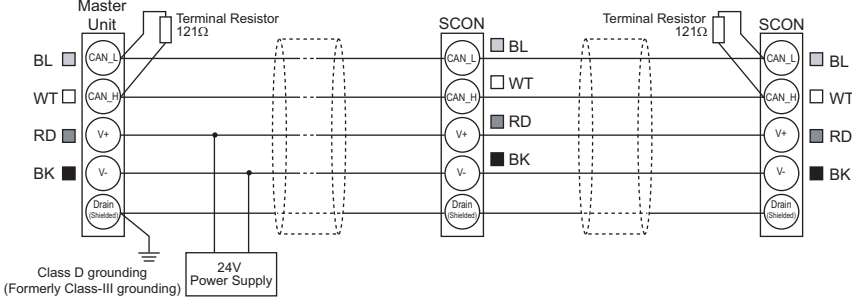 Master
Unit
Terminal Resistor
121Ω
SCON
Terminal Resistor
121Ω
SCON
BL
CAN_L
CAN_L
BL
CAN_L
BL
WT
CAN_H
CAN_H
WT
CAN_H
WT
RD
V+
V+
RD
V+
RD
BK
V-
V-
BK
V-
BK
Drain
(Shielded)
Drain
(Shielded)
Drain
(Shielded)
Class D grounding
(Formerly Class-III grounding)
24V
Power Supply